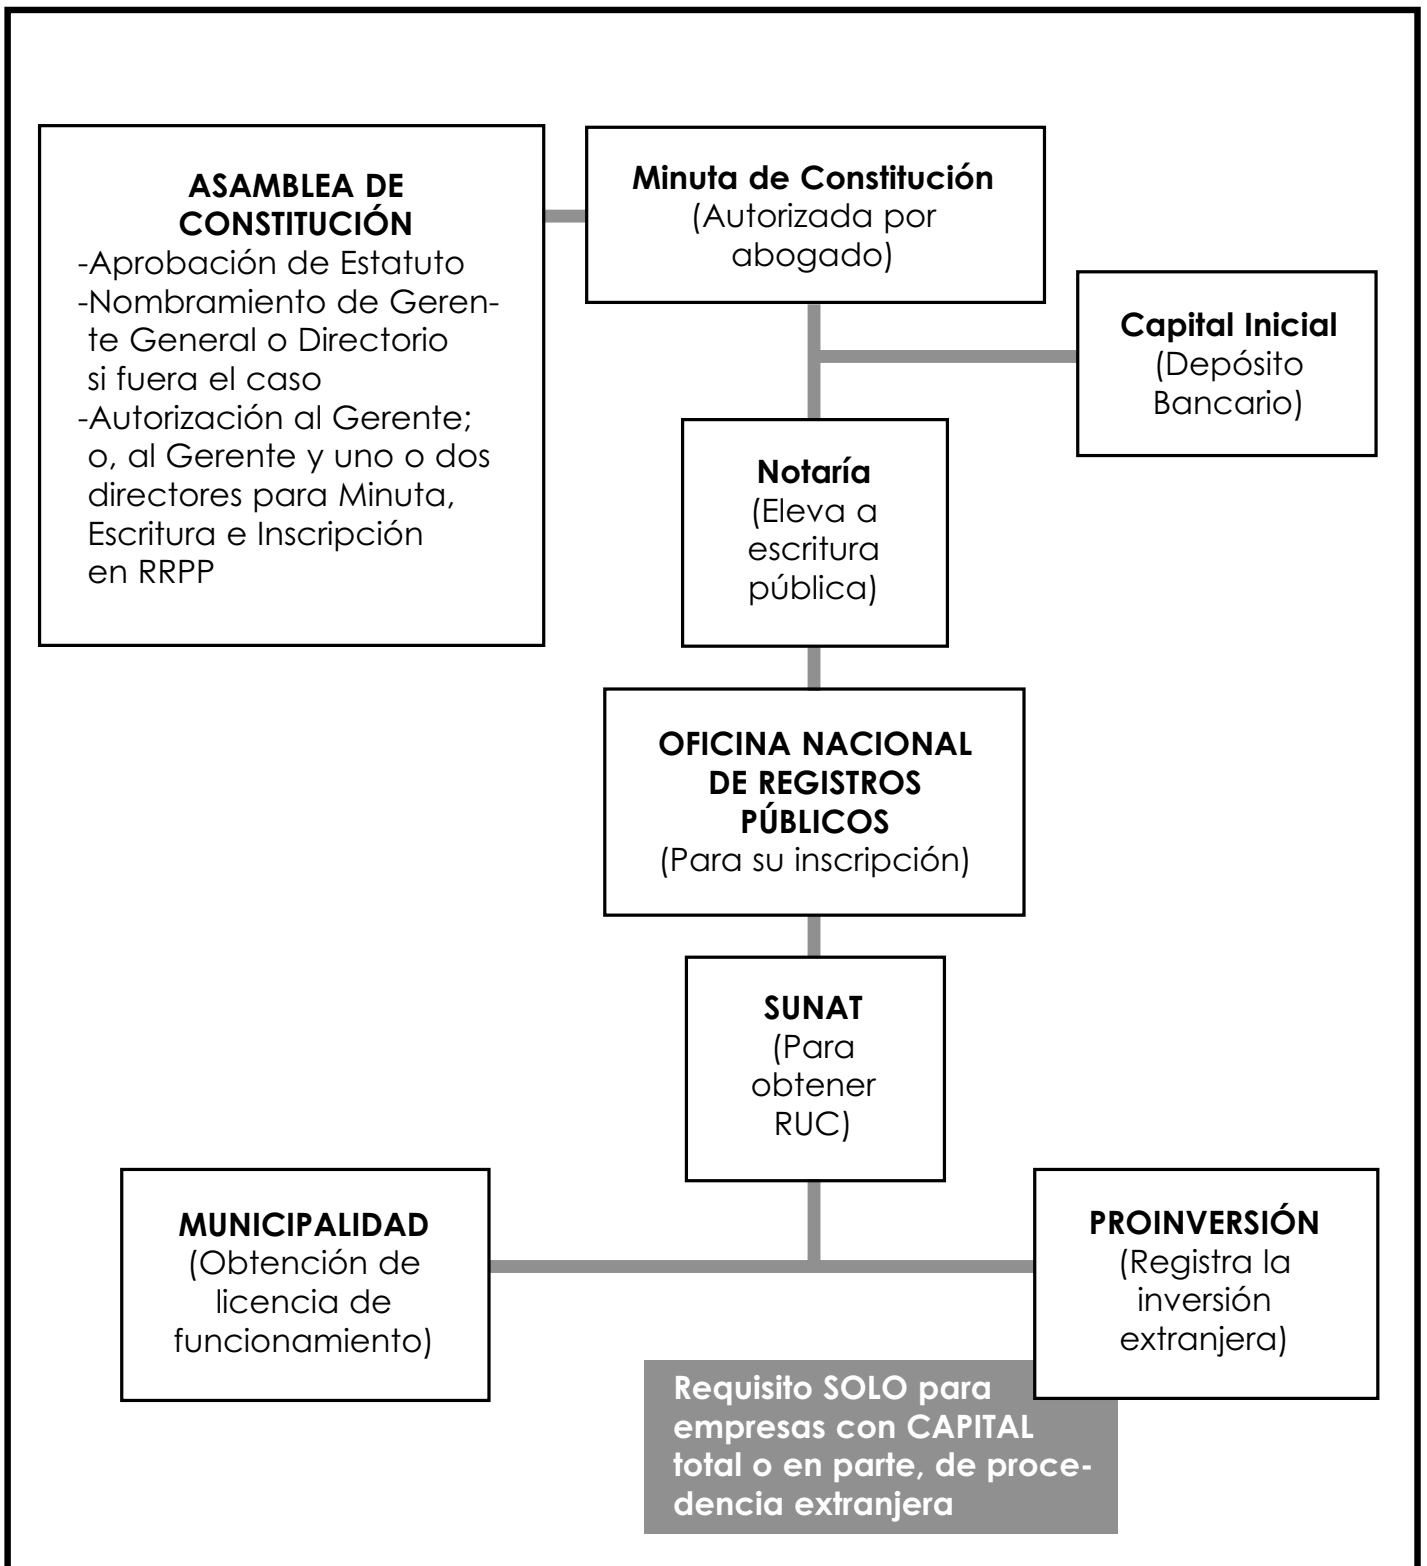 ASAMBLEA DE
CONSTITUCIÓN
-Aprobación de Estatuto
-Nombramiento de Geren-
te General o Directorio
si fuera el caso
-Autorización al Gerente;
o, al Gerente y uno o dos
directores para Minuta,
Escritura e Inscripción
en RRPP
Minuta de Constitución
(Autorizada por
abogado)
Capital Inicial
(Depósito
Bancario)
Notaría
(Eleva a
escritura
pública)
OFICINA NACIONAL
DE REGISTROS
PÚBLICOS
(Para su inscripción)
SUNAT
(Para
obtener
RUC)
MUNICIPALIDAD
(Obtención de
licencia de
funcionamiento)
PROINVERSIÓN
(Registra la
inversión
extranjera)
Requisito SOLO para
empresas con CAPITAL
total o en parte, de proce-
dencia extranjera